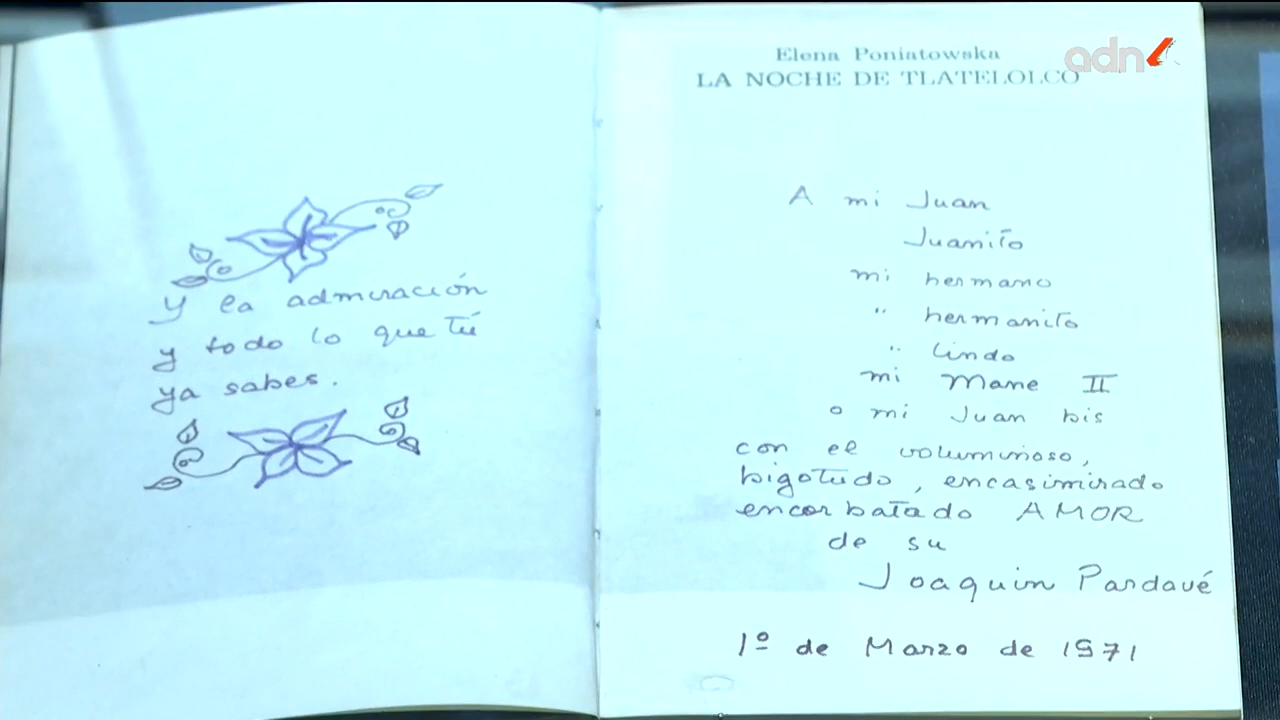 Y la admiración
y todo lo que tú
ya sabes.
adn
Elena Poniatowska
LA NOCHE DE TLATELOLCO
A mi Juan
Juanito
mi hermano
" hermanito
" lindo
mi Mane II
o mi Juan bis
con el voluminoso,
bigotudo, encasimirado
encorbatado AMOR
de su
Joaquin Pardavé
1º de Marzo de 1971